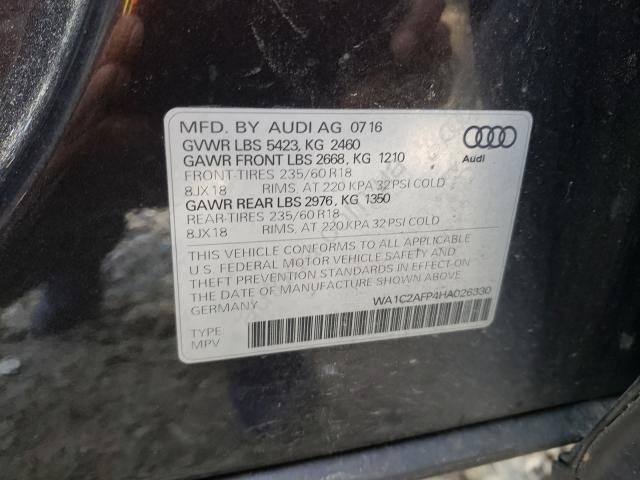 MFD. BY AUDI AG 07 16
GVWR LBS 5423, KG 2460
GAWR FRONT LBS 2668, KG 1210
FRONT-TIRES 235/60 R18
8JX18 RIMS, AT 220 KPA 32 PSI COLD
GAWR REAR LBS 2976, KG 1350
REAR-TIRES 235/60 R18
8JX18 RIMS, AT 220 KPA 32 PSI COLD
Audi
THIS VEHICLE CONFORMS TO ALL APPLICABLE
U.S. FEDERAL MOTOR VEHICLE SAFETY AND
THEFT PREVENTION STANDARDS IN EFFECT ON
THE DATE OF MANUFACTURE SHOWN ABOVE.
GERMANY
WA1C2AFP4HA026330
TYPE
MPV